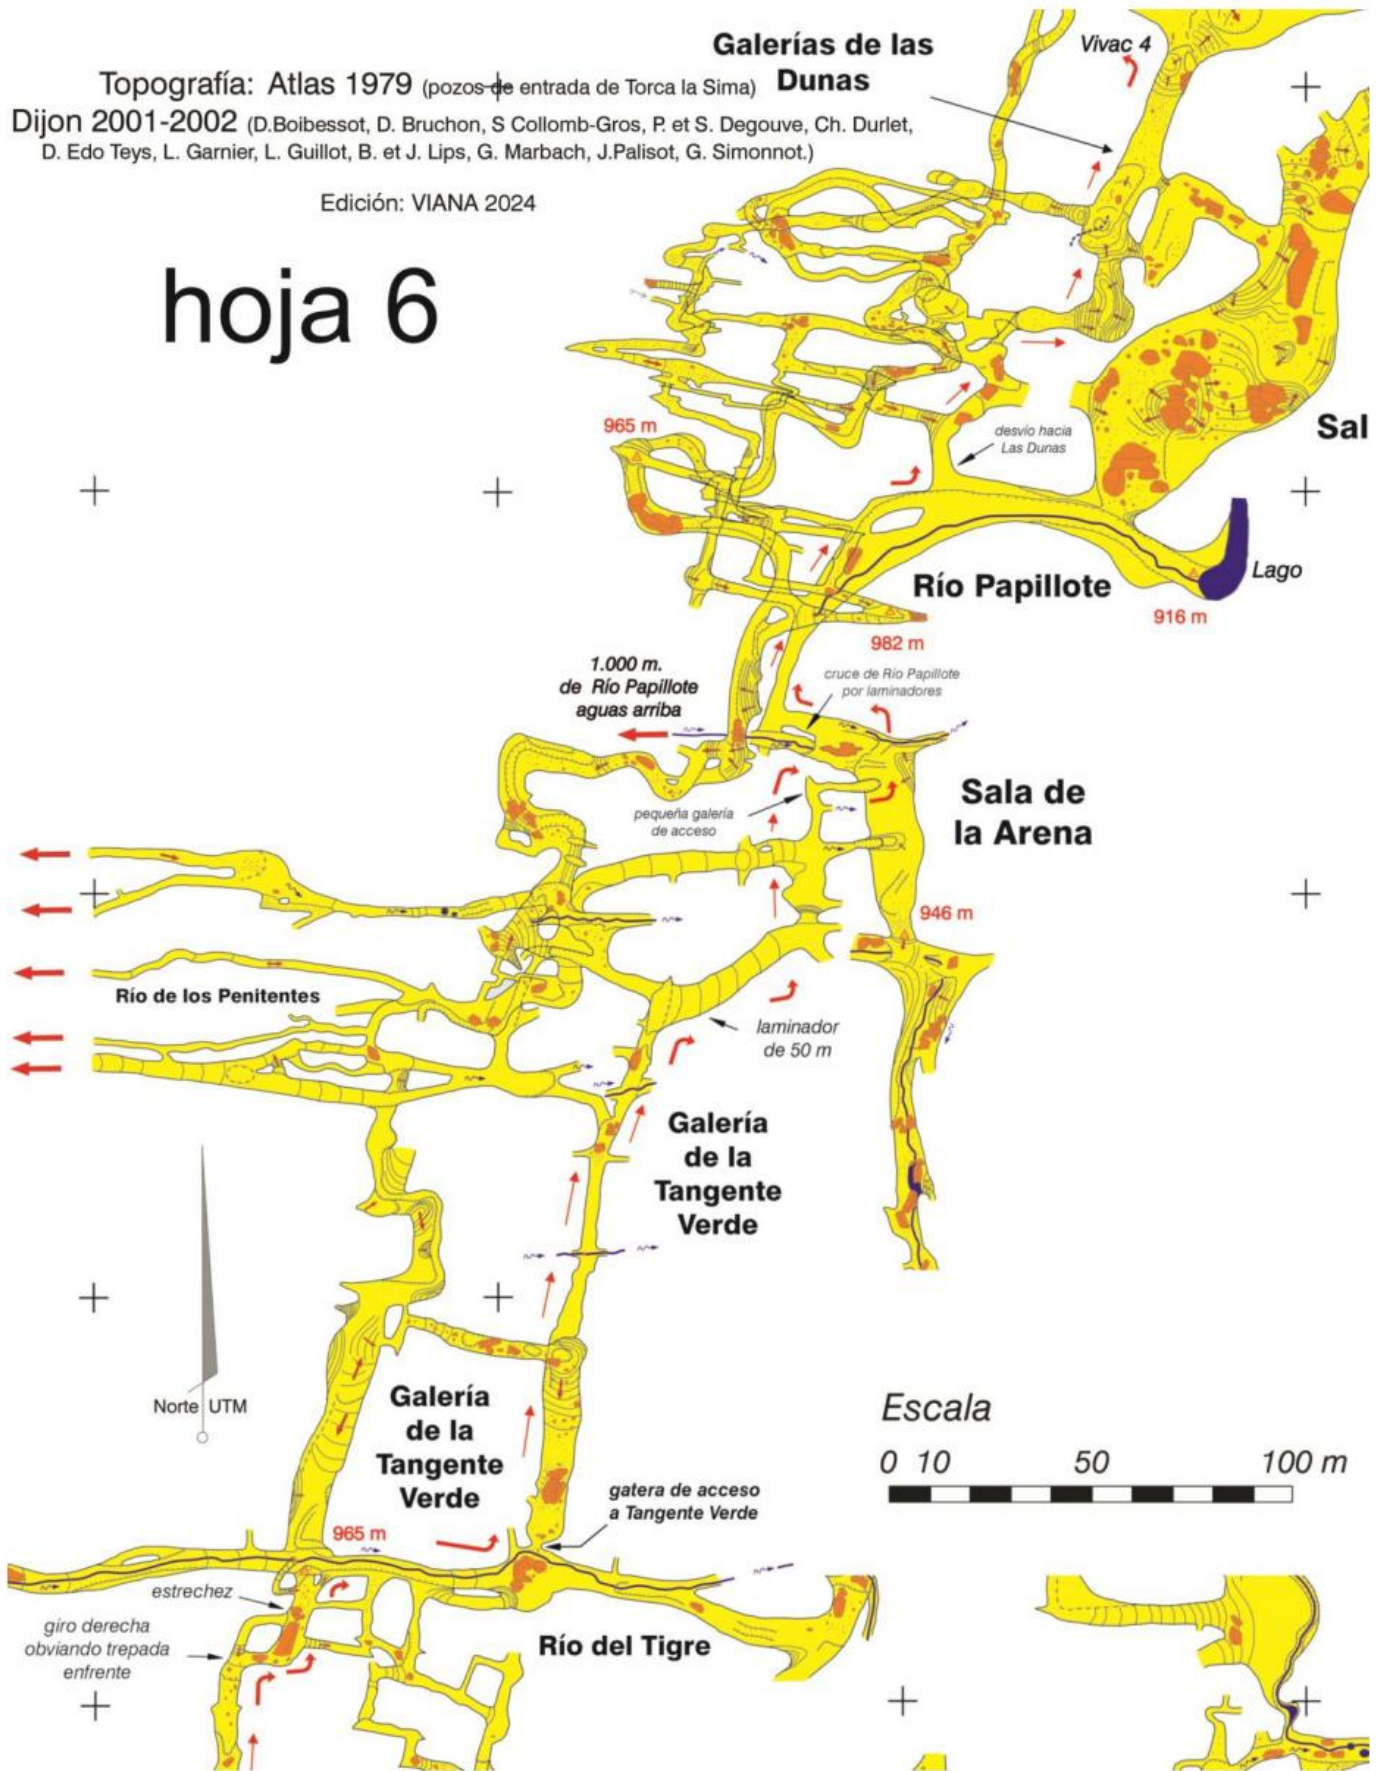 Galerías de las
Dunas
Vivac 4
Topografía: Atlas 1979 (pozos de entrada de Torca la Sima)
Dijon 2001-2002 (D.Boibessot, D. Bruchon, S Collomb-Gros, P. et S. Degouve, Ch. Durlet,
D. Edo Teys, L. Garnier, L. Guillot, B. et J. Lips, G. Marbach, J.Palisot, G. Simonnot.)
Edición: VIANA 2024
hoja 6
965 m
desvío hacia
Las Dunas
Sal
Lago
Río Papillote
916 m
982 m
1.000 m.
de Río Papillote
aguas arriba
cruce de Río Papillote
por laminadores
Sala de
la Arena
pequeña galería
de acceso
946 m
Río de los Penitentes
laminador
de 50 m
Galería
de la
Tangente
Verde
Norte UTM
Galería
de la
Tangente
Verde
Escala
0 10 50 100 m
gatera de acceso
a Tangente Verde
965 m
estrechez
giro derecha
obviando trepada
enfrente
Río del Tigre